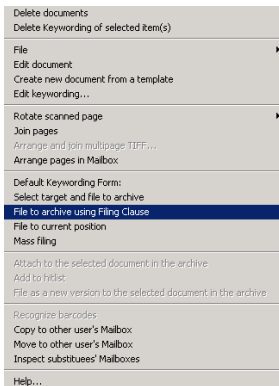 Delete documents
Delete Keywording of selected item(s)
File
Edit document
Create new document from a template
Edit keywording...
Rotate scanned page
Join pages
Arrange and join multipage TIFF...
Arrange pages in Mailbox
Default Keywording Form:
Select target and file to archive
File to archive using Filing Clause
File to current position
Mass filing
Attach to the selected document in the archive
Add to hitlist
File as a new version to the selected document in the archive
Recognize barcodes
Copy to other user's Mailbox
Move to other user's Mailbox
Inspect substituees' Mailboxes
Help...